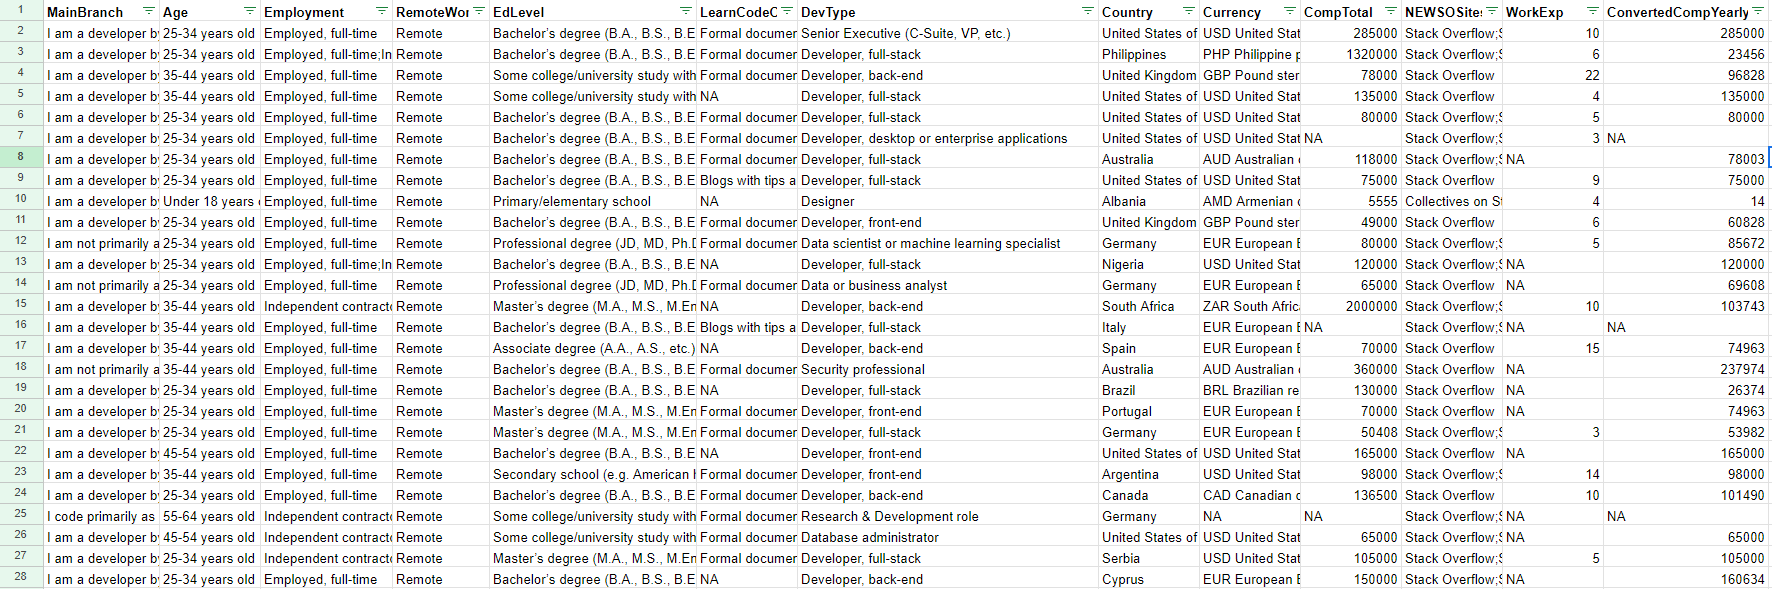 1 MainBranch Age Employment RemoteWor EdLevel LearnCodeC DevType Country Currency CompTotal NEWSOSites WorkExp ConvertedCompYearly
2 I am a developer by 25-34 years old Employed, full-time Remote Bachelor's degree (B.A., B.S., B.E Formal documer Senior Executive (C-Suite, VP, etc.) United States of USD United Stat 285000 Stack Overflow;S 10 285000
3 I am a developer by 25-34 years old Employed, full-time;In Remote Bachelor's degree (B.A., B.S., B.E Formal documer Developer, full-stack Philippines PHP Philippine p 1320000 Stack Overflow;S 6 23456
4 I am a developer by 35-44 years old Employed, full-time Remote Some college/university study with Formal documer Developer, back-end United Kingdom GBP Pound ster 78000 Stack Overflow 22 96828
5 I am a developer by 35-44 years old Employed, full-time Remote Some college/university study with NA Developer, full-stack United States of USD United Stat 135000 Stack Overflow 4 135000
6 I am a developer by 25-34 years old Employed, full-time Remote Bachelor's degree (B.A., B.S., B.E Formal documer Developer, full-stack United States of USD United Stat 80000 Stack Overflow;S 5 80000
7 I am a developer by 25-34 years old Employed, full-time Remote Bachelor's degree (B.A., B.S., B.E Formal documer Developer, desktop or enterprise applications United States of USD United Stat NA Stack Overflow;S 3 NA
8 I am a developer by 25-34 years old Employed, full-time Remote Bachelor's degree (B.A., B.S., B.E Formal documer Developer, full-stack Australia AUD Australian 118000 Stack Overflow;S NA 78003
9 I am a developer by 25-34 years old Employed, full-time Remote Bachelor's degree (B.A., B.S., B.E Blogs with tips a Developer, full-stack United States of USD United Stat 75000 Stack Overflow 9 75000
10 I am a developer by Under 18 years Employed, full-time Remote Primary/elementary school NA Designer Albania AMD Armenian 5555 Collectives on St 4 14
11 I am a developer by 25-34 years old Employed, full-time Remote Bachelor's degree (B.A., B.S., B.E Formal documer Developer, front-end United Kingdom GBP Pound ster 49000 Stack Overflow 6 60828
12 I am not primarily a 25-34 years old Employed, full-time Remote Professional degree (JD, MD, Ph.D Formal documer Data scientist or machine learning specialist Germany EUR European E 80000 Stack Overflow;S 5 85672
13 I am a developer by 25-34 years old Employed, full-time;In Remote Bachelor's degree (B.A., B.S., B.E NA Developer, full-stack Nigeria USD United Stat 120000 Stack Overflow;S NA 120000
14 I am not primarily a 25-34 years old Employed, full-time Remote Professional degree (JD, MD, Ph.D Formal documer Data or business analyst Germany EUR European E 65000 Stack Overflow NA 69608
15 I am a developer by 35-44 years old Independent contracto Remote Master's degree (M.A., M.S., M.En NA Developer, back-end South Africa ZAR South Afric 2000000 Stack Overflow;S 10 103743
16 I am a developer by 35-44 years old Employed, full-time Remote Bachelor's degree (B.A., B.S., B.E Blogs with tips a Developer, full-stack Italy EUR European E NA Stack Overflow;S NA NA
17 I am a developer by 35-44 years old Employed, full-time Remote Associate degree (A.A., A.S., etc.) NA Developer, back-end Spain EUR European E 70000 Stack Overflow 15 74963
18 I am not primarily a 35-44 years old Employed, full-time Remote Bachelor's degree (B.A., B.S., B.E Formal documer Security professional Australia AUD Australian 360000 Stack Overflow NA 237974
19 I am a developer by 25-34 years old Employed, full-time Remote Bachelor's degree (B.A., B.S., B.E NA Developer, full-stack Brazil BRL Brazilian re 130000 Stack Overflow NA 26374
20 I am a developer by 25-34 years old Employed, full-time Remote Master's degree (M.A., M.S., M.En Formal documer Developer, front-end Portugal EUR European E 70000 Stack Overflow NA 74963
21 I am a developer by 25-34 years old Employed, full-time Remote Master's degree (M.A., M.S., M.En Formal documer Developer, full-stack Germany EUR European E 50408 Stack Overflow;S 3 53982
22 I am a developer by 45-54 years old Employed, full-time Remote Bachelor's degree (B.A., B.S., B.E NA Developer, front-end United States of USD United Stat 165000 Stack Overflow NA 165000
23 I am a developer by 35-44 years old Employed, full-time Remote Secondary school (e.g. American Formal documer Developer, front-end Argentina USD United Stat 98000 Stack Overflow;S 14 98000
24 I am a developer by 25-34 years old Employed, full-time Remote Bachelor's degree (B.A., B.S., B.E Formal documer Developer, back-end Canada CAD Canadian 136500 Stack Overflow 10 101490
25 I code primarily as 55-64 years old Independent contracto Remote Some college/university study with Formal documer Research & Development role Germany NA NA Stack Overflow;S NA NA
26 I am a developer by 45-54 years old Independent contracto Remote Some college/university study with Formal documer Database administrator United States of USD United Stat 65000 Stack Overflow;S NA 65000
27 I am a developer by 25-34 years old Independent contracto Remote Master's degree (M.A., M.S., M.En Formal documer Developer, full-stack Serbia USD United Stat 105000 Stack Overflow;S 5 105000
28 I am a developer by 25-34 years old Employed, full-time Remote Bachelor's degree (B.A., B.S., B.E NA Developer, back-end Cyprus EUR European E 150000 Stack Overflow;S NA 160634